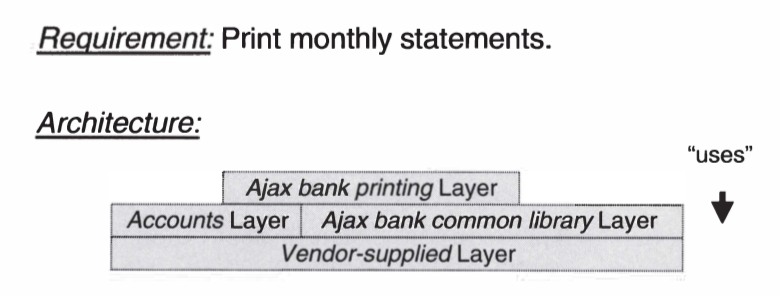 Requirement: Print monthly statements.
Architecture:
“uses”
Ajax bank printing Layer
Accounts Layer Ajax bank common library Layer
Vendor-supplied Layer